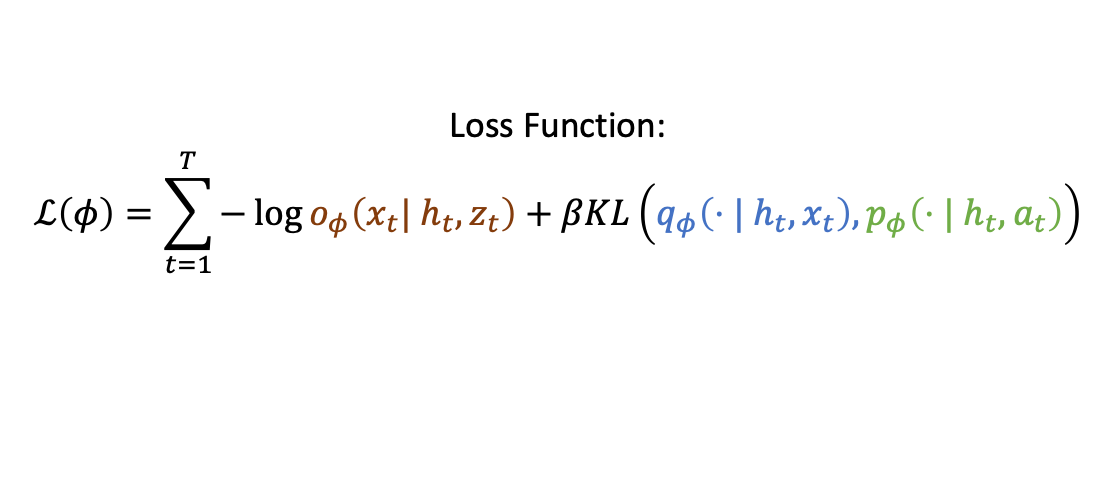 Loss Function:
ℒ(ϕ) = ∑_{t=1}^{T} − log o_ϕ(x_t| h_t, z_t) + βKL (q_ϕ(· | h_t, x_t), p_ϕ(· | h_t, a_t))